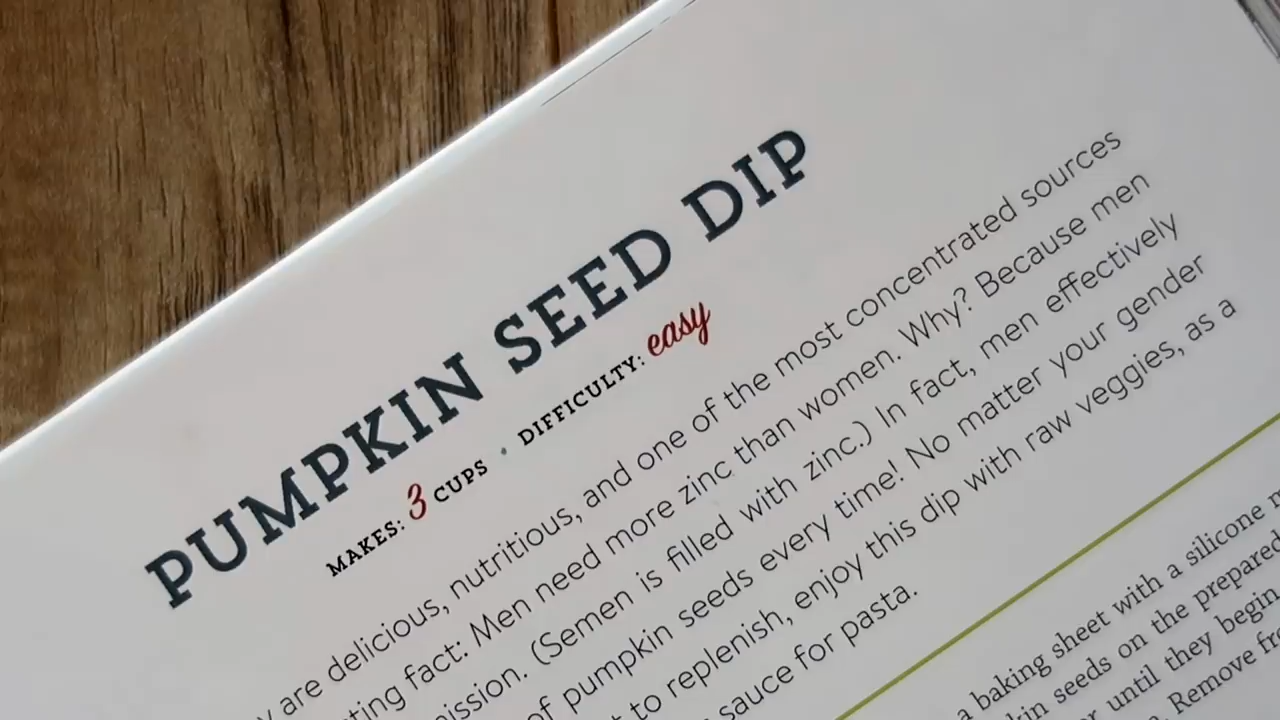 PUMPKIN SEED DIP
MAKES: 3 CUPS • DIFFICULTY: easy
are delicious, nutritious, and one of the most concentrated sources
fact: Men need more zinc than women. Why? Because men
(Semen is filled with zinc.) In fact, men effectively
of pumpkin seeds every time! No matter your gender
to replenish, enjoy this dip with raw veggies, as a
sauce for pasta.
a baking sheet with a silicone
seeds on the prepared
until they begin
Remove